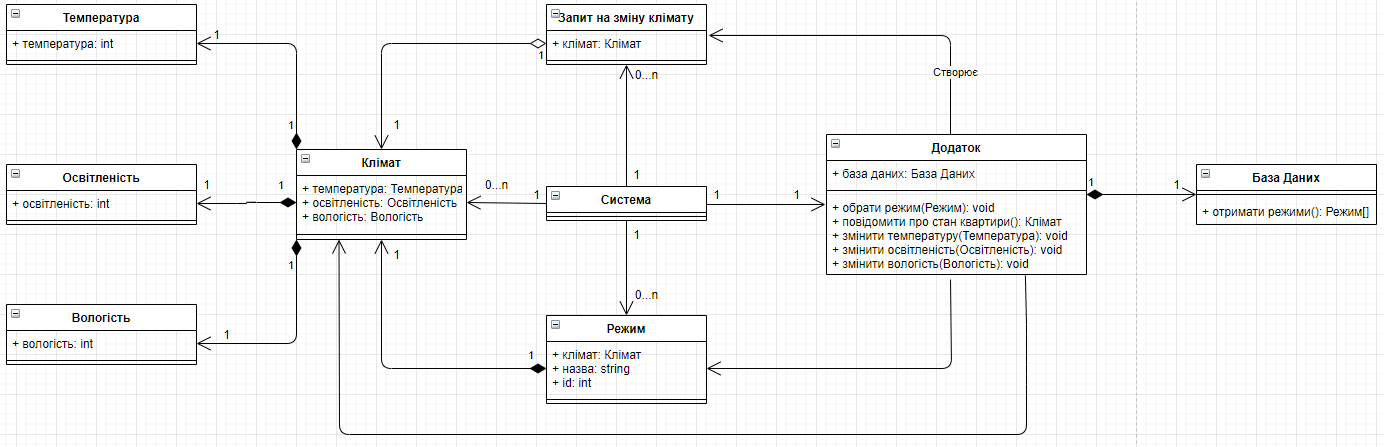 Температура
+ температура: int
1
1
Запит на зміну клімату
+ клімат: Клімат
1
1
0...n
Створює
Освітленість
+ освітленість: int
1
1
Клімат
+ температура: Температура
+ освітленість: Освітленість
+ вологість: Вологість
0...n
1
1
Система
1
1
1
Додаток
+ база даних: База Даних
+ обрати режим(Режим): void
+ повідомити про стан квартири(): Клімат
+ змінити температуру(Температура): void
+ змінити освітленість(Освітленість): void
+ змінити вологість(Вологість): void
1
1
База Даних
+ отримати режими(): Режим[]
1
1
0...n
Вологість
+ вологість: int
1
1
Режим
+ клімат: Клімат
+ назва: string
+ id: int